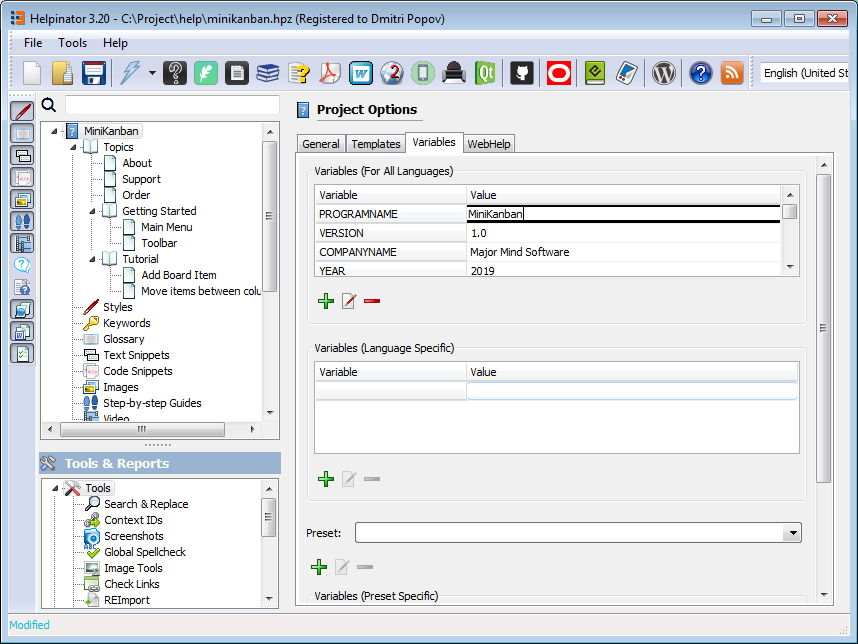 Helpinator 3.20 - C:\Project\help\minikanban.hpz (Registered to Dmitri Popov)
File Tools Help
English (United St
MiniKanban
Topics
About
Support
Order
Getting Started
Main Menu
Toolbar
Tutorial
Add Board Item
Move items between colu
Styles
Keywords
Glossary
Text Snippets
Code Snippets
Images
Step-by-step Guides
Video
Tools & Reports
Tools
Search & Replace
Context IDs
Screenshots
Global Spellcheck
Image Tools
Check Links
REImport
Project Options
General Templates Variables WebHelp
Variables (For All Languages)
Variable Value
PROGRAMNAME MiniKanban
VERSION 1.0
COMPANYNAME Major Mind Software
YEAR 2019
Variables (Language Specific)
Variable Value
Preset:
Variables (Preset Specific)
Modified